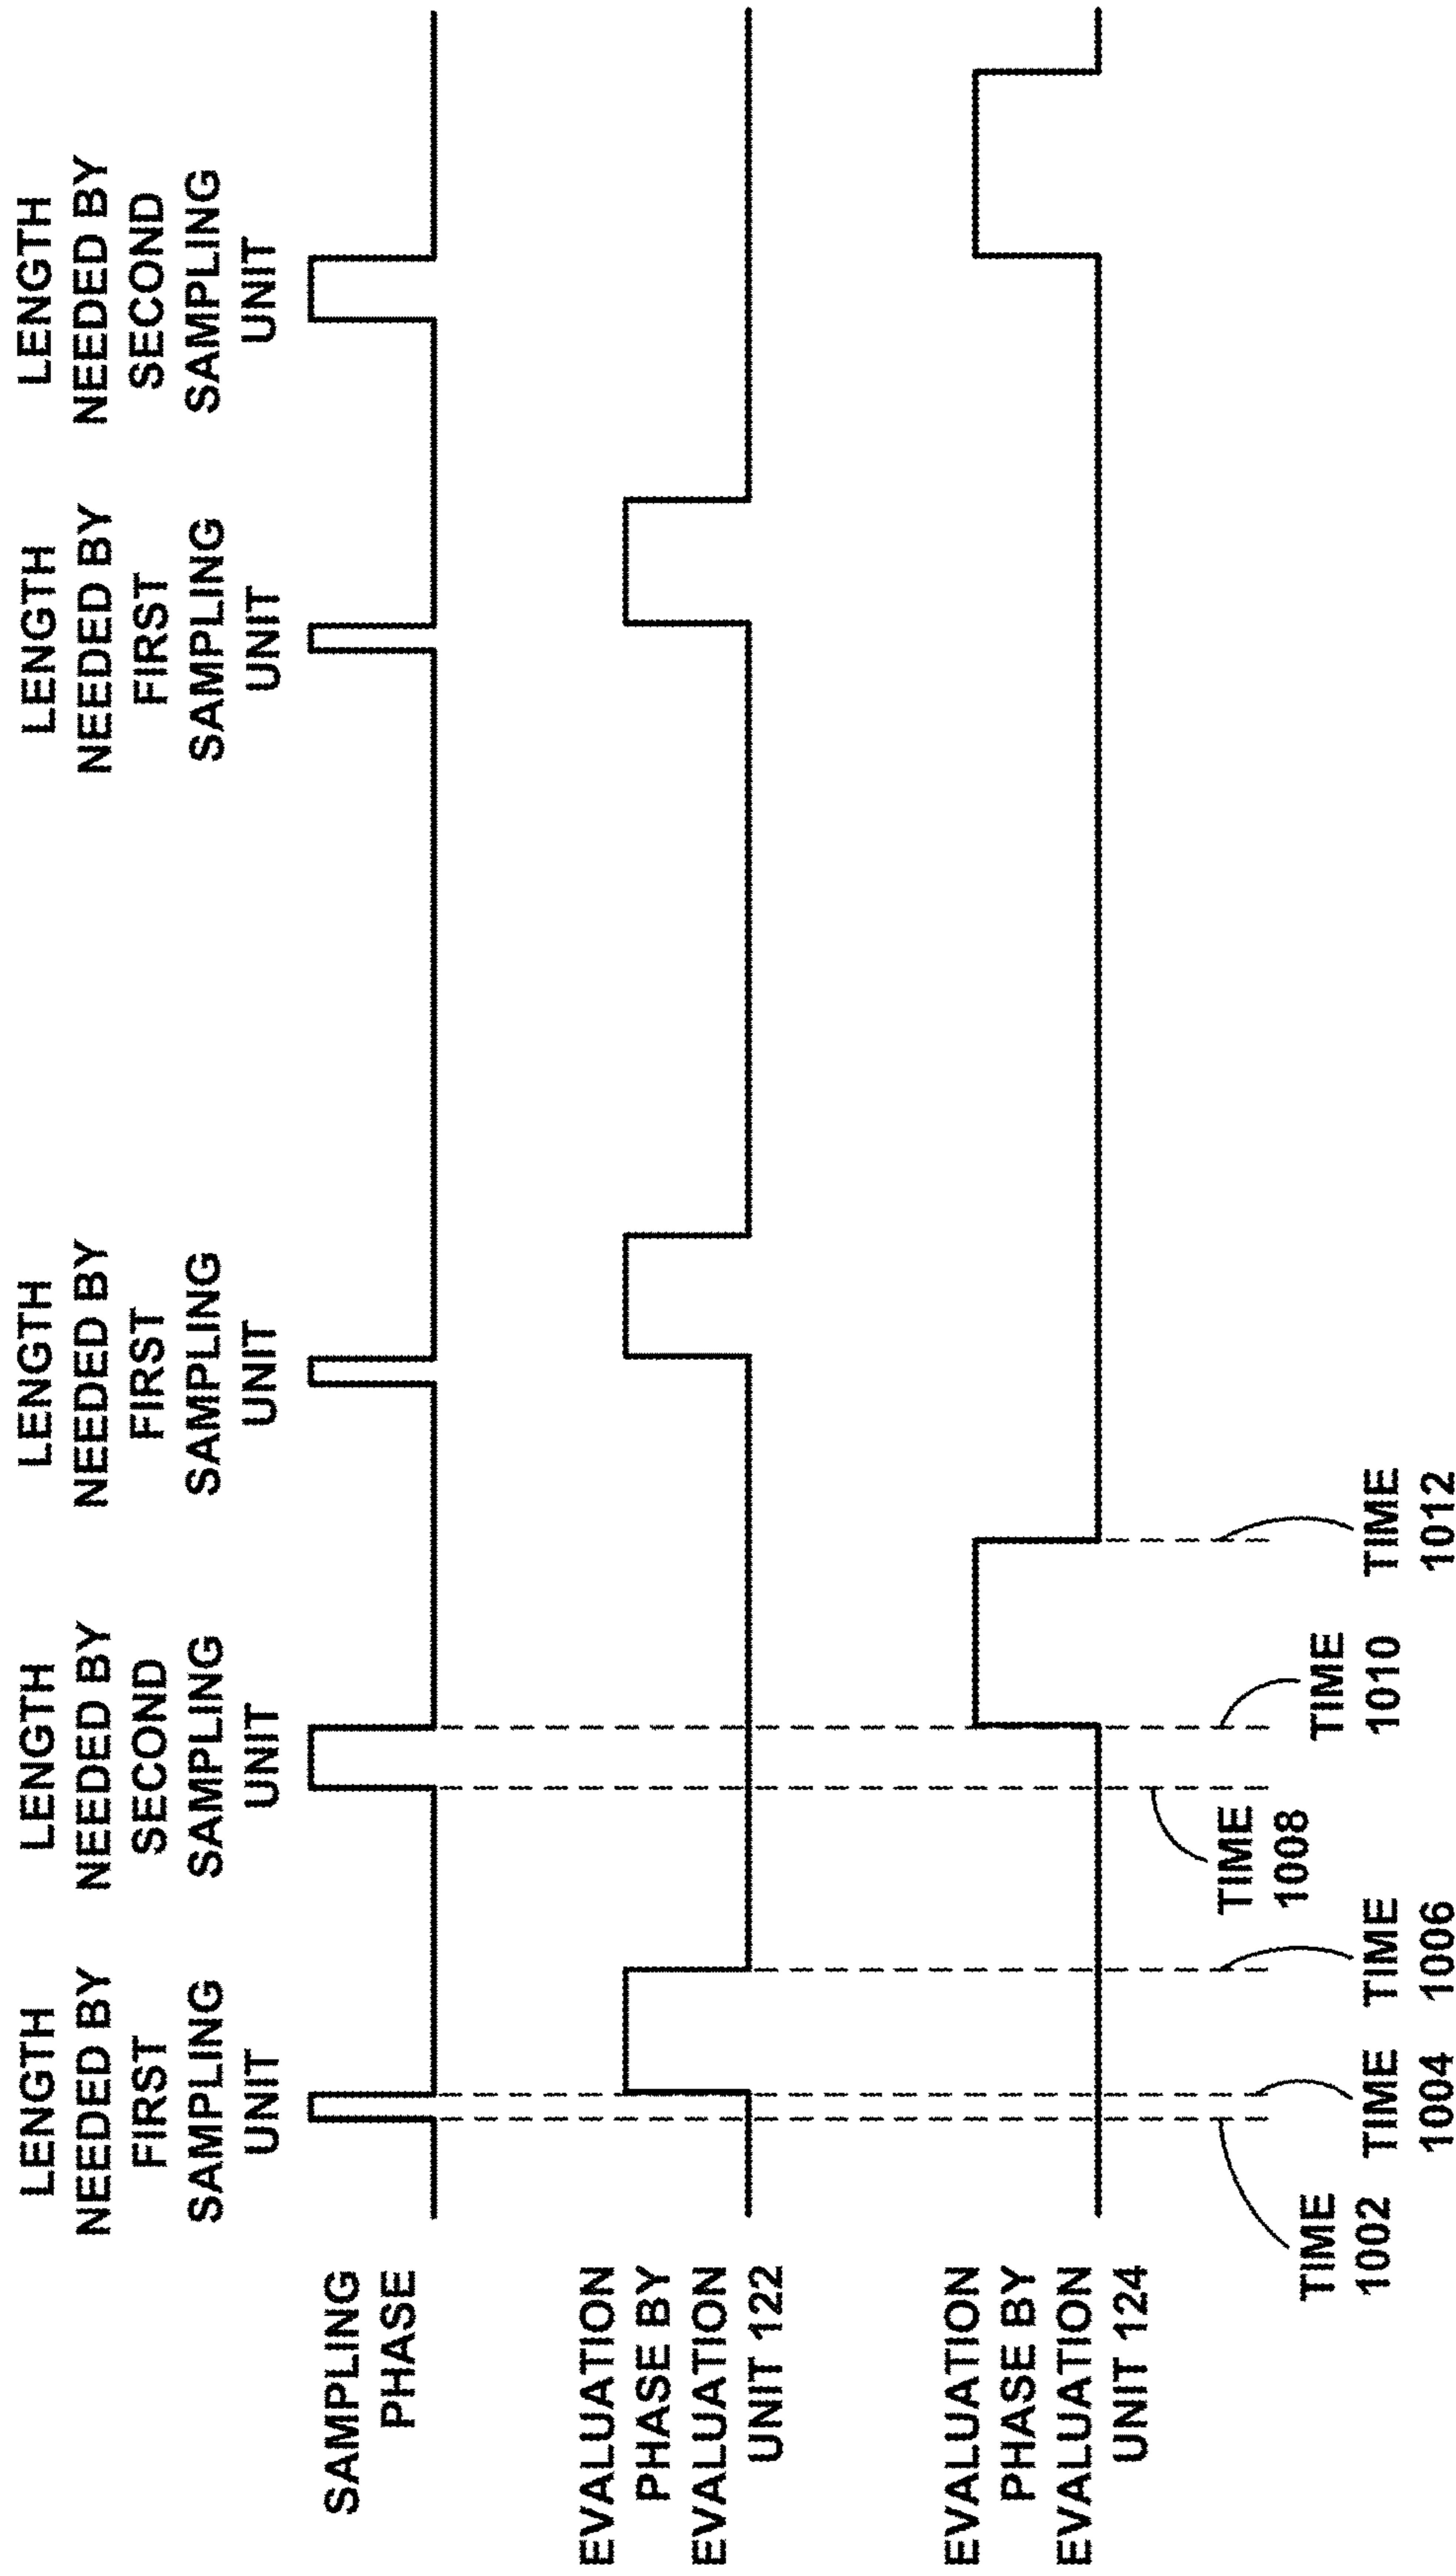 LENGTH
NEEDED BY
FIRST
SAMPLING
UNIT
LENGTH
NEEDED BY
SECOND
SAMPLING
UNIT
LENGTH
NEEDED BY
FIRST
SAMPLING
UNIT
LENGTH
NEEDED BY
FIRST
SAMPLING
UNIT
LENGTH
NEEDED BY
SECOND
SAMPLING
UNIT
SAMPLING
PHASE
EVALUATION
PHASE BY
EVALUATION
UNIT 122
EVALUATION
PHASE BY
EVALUATION
UNIT 124
TIME
1002
TIME
1004
TIME
1006
TIME
1008
TIME
1010
TIME
1012